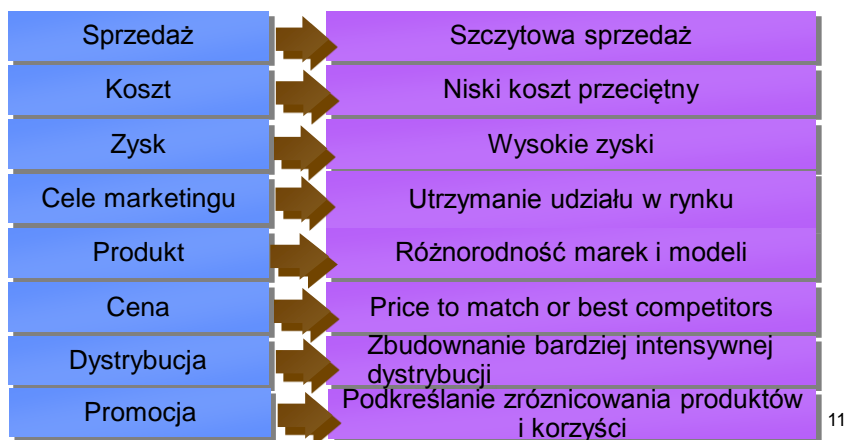 Sprzedaż Szczytowa sprzedaż
Koszt Niski koszt przeciętny
Zysk Wysokie zyski
Cele marketingu Utrzymanie udziału w rynku
Produkt Różnorodność marek i modeli
Cena Price to match or best competitors
Dystrybucja Zbudownanie bardziej intensywnej
dystrybucji
Promocja Podkreślanie zróznicowania produktów
i korzyści
11